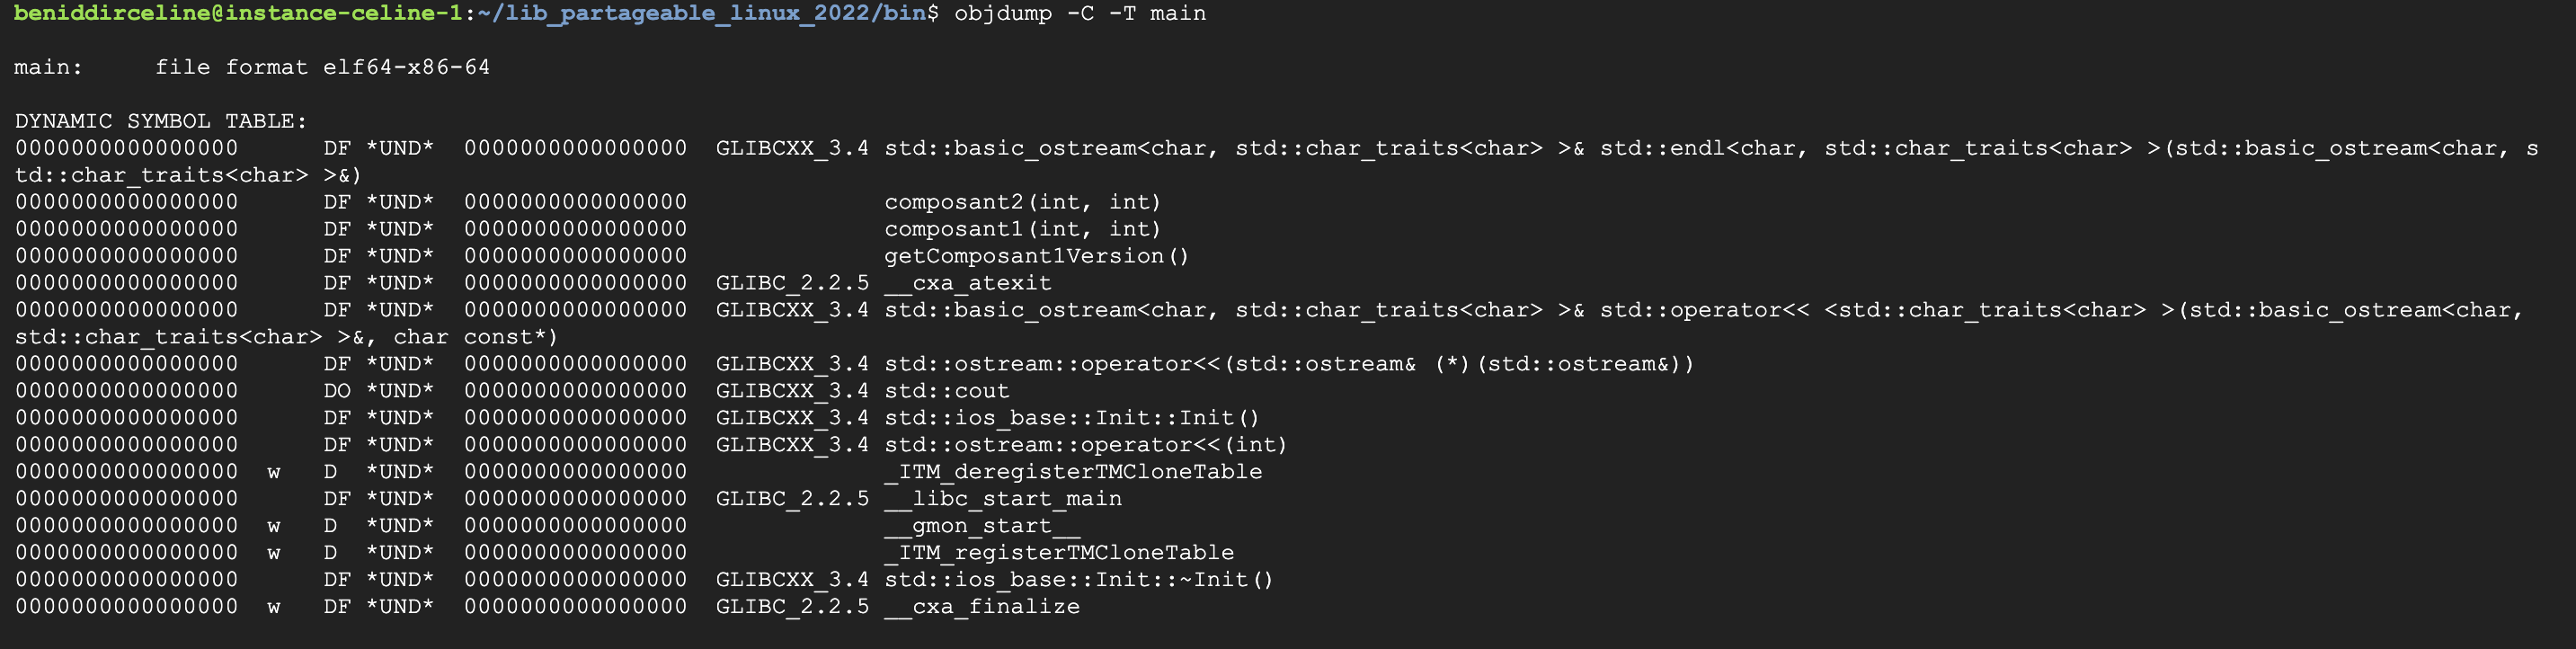 beniddirceline@instance-celine-1:~/lib_partageable_linux_2022/bin$ objdump -C -T main
main:     file format elf64-x86-64
DYNAMIC SYMBOL TABLE:
0000000000000000      DF *UND*  0000000000000000  GLIBCXX_3.4 std::basic_ostream<char, std::char_traits<char> >& std::endl<char, std::char_traits<char> >(std::basic_ostream<char, s
td::char_traits<char> >&)
0000000000000000      DF *UND*  0000000000000000              composant2(int, int)
0000000000000000      DF *UND*  0000000000000000              composant1(int, int)
0000000000000000      DF *UND*  0000000000000000              getComposant1Version()
0000000000000000      DF *UND*  0000000000000000  GLIBC_2.2.5 __cxa_atexit
0000000000000000      DF *UND*  0000000000000000  GLIBCXX_3.4 std::basic_ostream<char, std::char_traits<char> >& std::operator<< <std::char_traits<char> >(std::basic_ostream<char,
std::char_traits<char> >&, char const*)
0000000000000000      DF *UND*  0000000000000000  GLIBCXX_3.4 std::ostream::operator<<(std::ostream& (*)(std::ostream&))
0000000000000000      DO *UND*  0000000000000000  GLIBCXX_3.4 std::cout
0000000000000000      DF *UND*  0000000000000000  GLIBCXX_3.4 std::ios_base::Init::Init()
0000000000000000      DF *UND*  0000000000000000  GLIBCXX_3.4 std::ostream::operator<<(int)
0000000000000000  w   D  *UND*  0000000000000000              _ITM_deregisterTMCloneTable
0000000000000000      DF *UND*  0000000000000000  GLIBC_2.2.5 __libc_start_main
0000000000000000  w   D  *UND*  0000000000000000              __gmon_start__
0000000000000000  w   D  *UND*  0000000000000000              _ITM_registerTMCloneTable
0000000000000000      DF *UND*  0000000000000000  GLIBCXX_3.4 std::ios_base::Init::~Init()
0000000000000000  w   DF *UND*  0000000000000000  GLIBC_2.2.5 __cxa_finalize